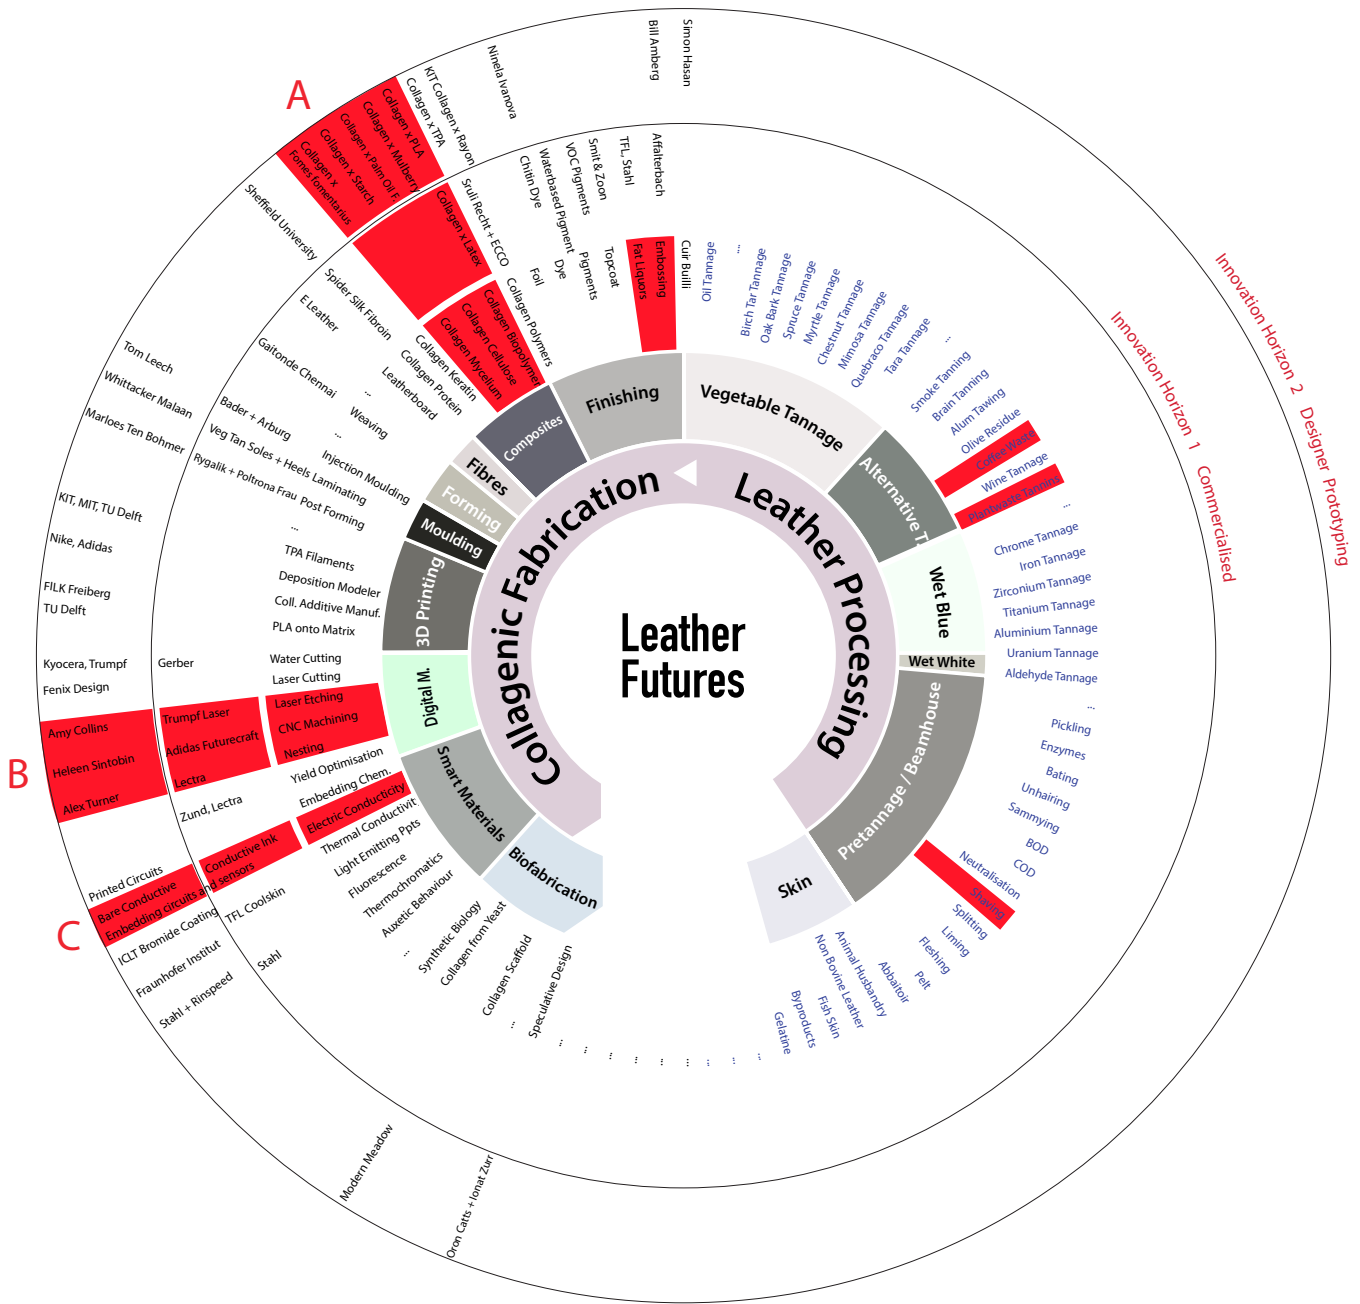 Leather
Futures
Collagenic Fabrication
Leather Processing
Innovation Horizon 1 Commercialised
Innovation Horizon 2 Designer Prototyping
A
B
C
Finishing
Vegetable Tannage
Alternative T.
Wet Blue
Wet White
Pretannage / Beamhouse
Skin
Composites
Fibres
Forming
Moulding
3D Printing
Digital M.
Smart Materials
Biofabrication
Simon Hasan
Bill Amberg
Ninela Ivanova
KIT Collagen x Rayon
Collagen x TPA
Collagen x PLA
Collagen x Mulberry
Collagen x Palm Oil F.
Collagen x Starch
Collagen x
Fomes fomentarius
Sheffield University
Tom Leech
Whittacker Malaan
Marloes Ten Bohmer
KIT, MIT, TU Delft
Nike, Adidas
FILK Freiberg
TU Delft
Kyocera, Trumpf
Fenix Design
Amy Collins
Heleen Sintobin
Alex Turner
Printed Circuits
Bare Conductive
Embedding circuits and sensors
ICLT Bromide Coating
Fraunhofer Institut
Stahl + Rinspeed
Modern Meadow
Oron Catts + Ionat Zurr
Affalterbach
TFL, Stahl
Smit & Zoon
VOC Pigments
Waterbased Pigment
Chitin Dye
Sruli Recht + ECCO
Collagen x Latex
Spider Silk Fibroin
E Leather
Gaitonde Chennai
Bader + Arburg
Veg Tan Soles + Heels Laminating
Rygalik + Poltrona Frau
Gerber
Trumpf Laser
Adidas Futurecraft
Lectra
Zund, Lectra
Conductive Ink
TFL Coolskin
Stahl
Cuir Builli
Embossing
Fat Liquors
Topcoat
Pigments
Dye
Foil
Collagen Polymers
Collagen Biopolymer
Collagen Cellulose
Collagen Mycellum
Collagen Keratin
Collagen Protein
Leatherboard
...
Weaving
...
Injection Moulding
Post Forming
...
TPA Filaments
Deposition Modeler
Coll. Additive Manuf.
PLA onto Matrix
Water Cutting
Laser Cutting
Laser Etching
CNC Machining
Nesting
Yield Optimisation
Embedding Chem.
Electric Conducticity
Thermal Conductivit
Light Emitting Ppts
Fluorescence
Thermochromatics
Auxetic Behaviour
...
Synthetic Biology
Collagen from Yeast
Collagen Scaffold
...
Speculative Design
...
...
...
...
...
...
...
...
...
Oil Tannage
...
Birch Tar Tannage
Oak Bark Tannage
Spruce Tannage
Myrtle Tannage
Chestnut Tannage
Mimosa Tannage
Quebraco Tannage
Tara Tannage
...
Smoke Tanning
Brain Tanning
Alum Tawing
Olive Residue
Coffee Waste
Wine Tannage
Plantwaste Tannins
...
Chrome Tannage
Iron Tannage
Zirconium Tannage
Titanium Tannage
Aluminium Tannage
Uranium Tannage
Aldehyde Tannage
...
Pickling
Enzymes
Bating
Unhairing
Sammying
BOD
COD
Neutralisation
Shaving
Splitting
Liming
Fleshing
Pelt
Abbaitoir
Animal Husbandry
Non Bovine Leather
Fish Skin
Byproducts
Gelatine